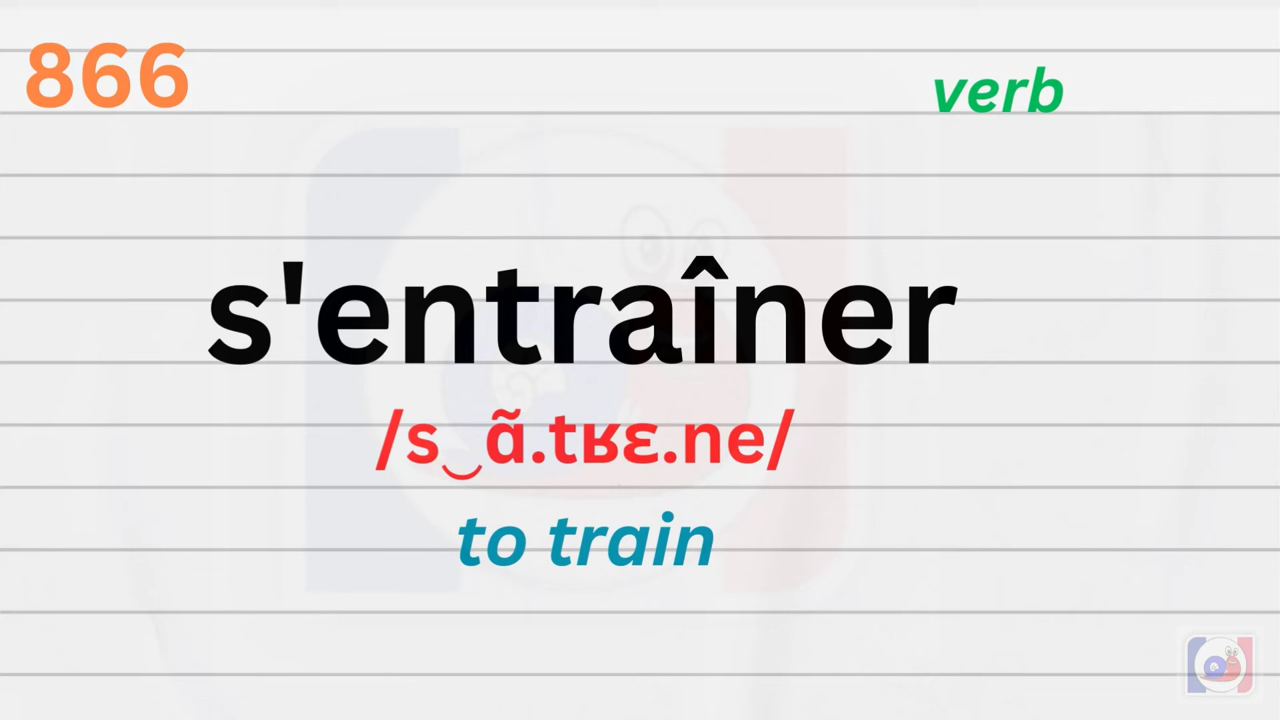 866
verb
s'entraîner
/s‿ɑ̃.tʁɛ.ne/
to train